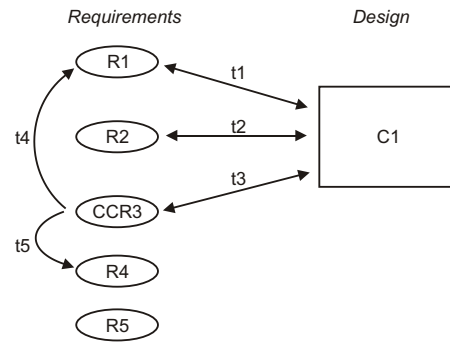 Requirements Design
R1
t1
R2
t2
C1
t4
t3
CCR3
t5
R4
R5